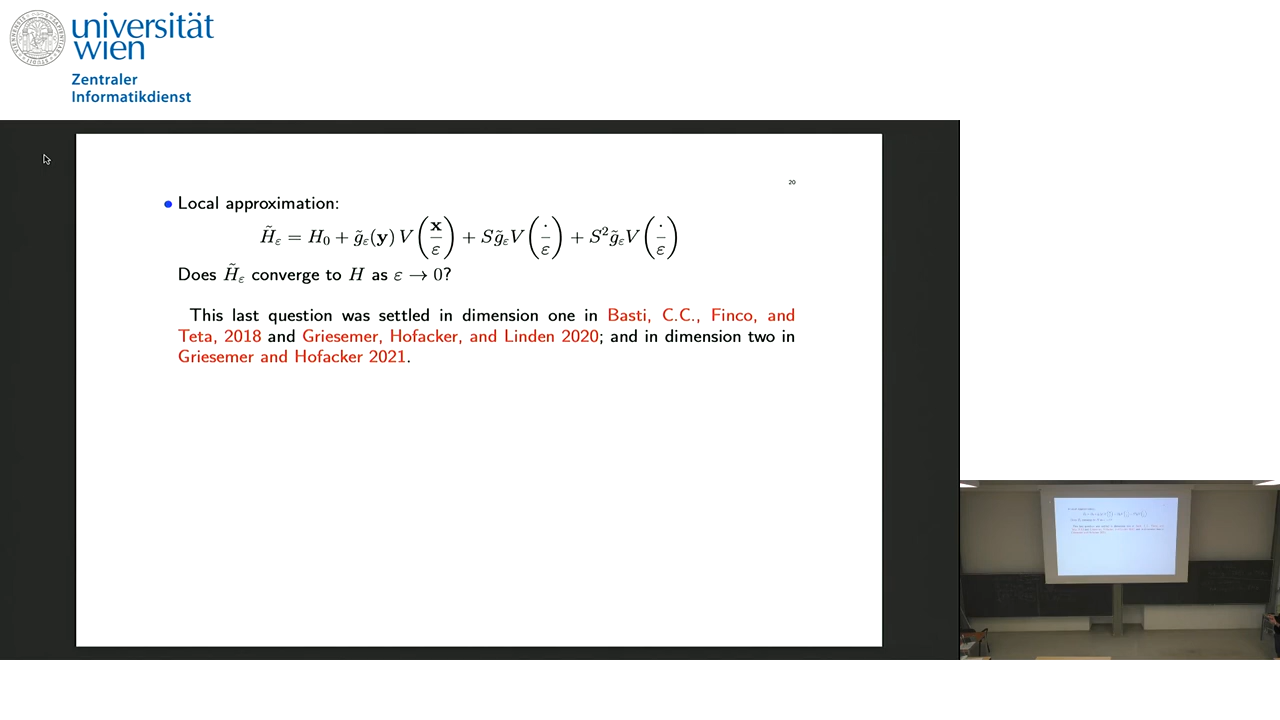 universität
wien
Zentraler
Informatikdienst
20
• Local approximation:
H̃_ε = H_0 + g̃_ε(y) V(x/ε) + S g̃_ε V(·/ε) + S² g̃_ε V(·/ε)
Does H̃_ε converge to H as ε → 0?
This last question was settled in dimension one in Basti, C.C., Finco, and
Teta, 2018 and Griesemer, Hofacker, and Linden 2020; and in dimension two in
Griesemer and Hofacker 2021.